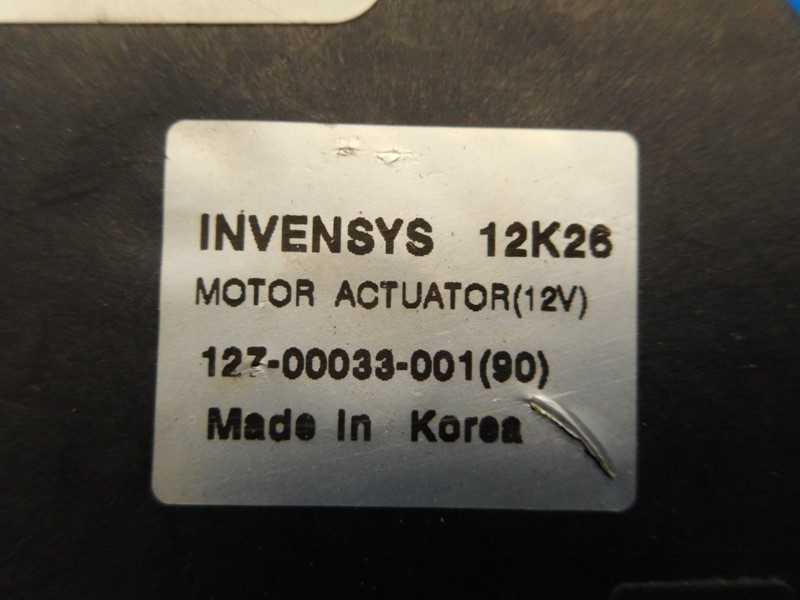 INVENSYS 12K26
MOTOR ACTUATOR(12V)
127-00033-001(90)
Made In Korea